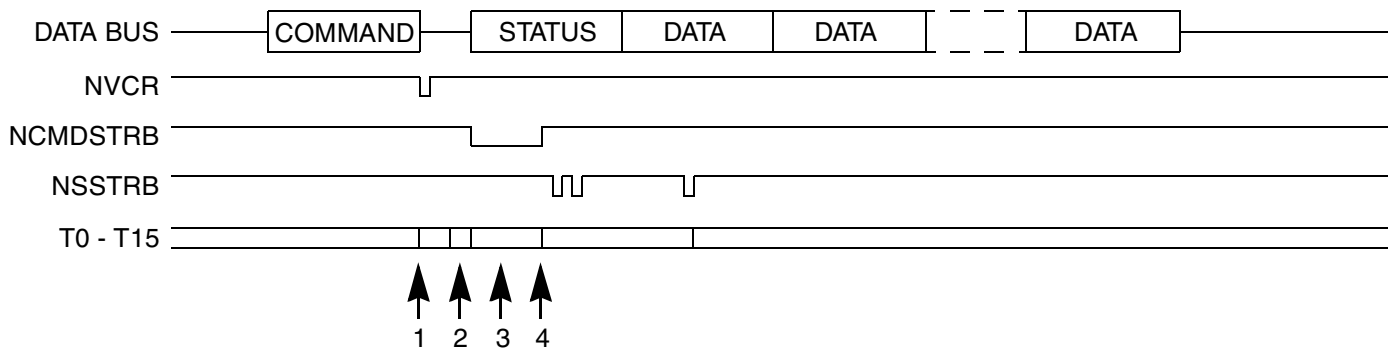 DATA BUS COMMAND STATUS DATA DATA DATA
NVCR
NCMDSTRB
NSSTRB
T0 - T15
1 2 3 4